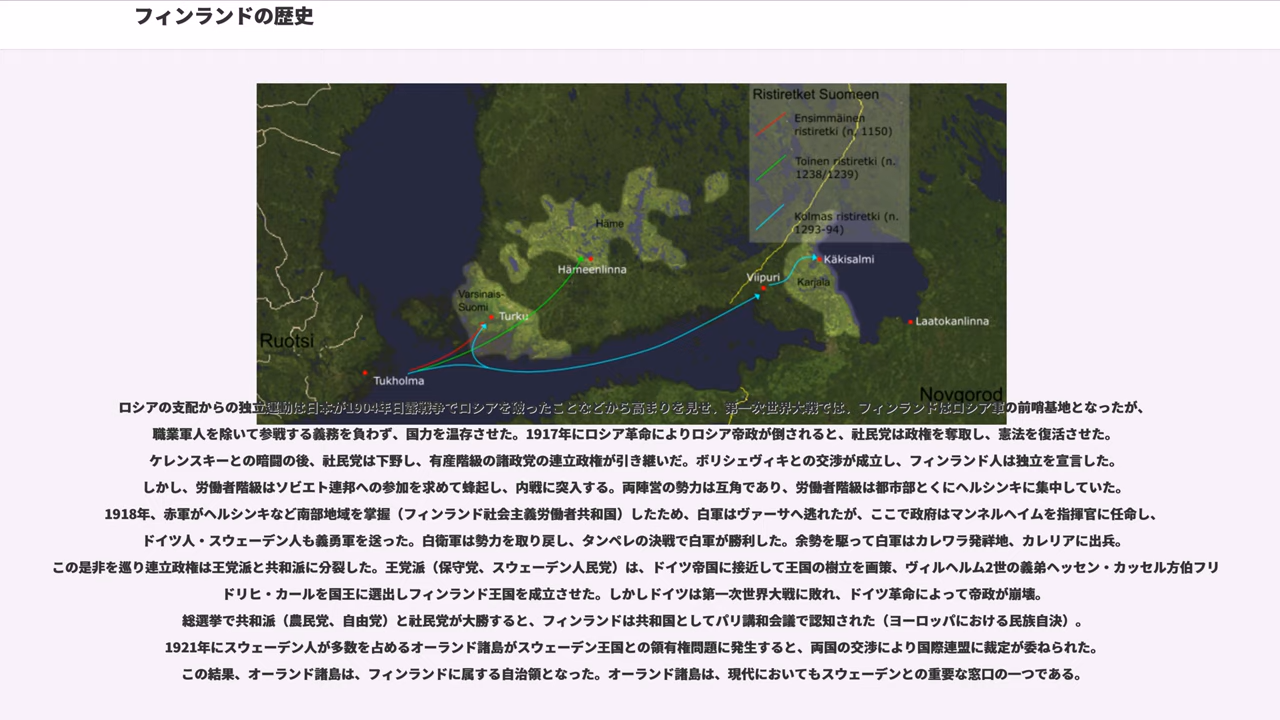 フィンランドの歴史
Ristiretket Suomeen
Ensimmäinen
ristiretki (n. 1150)
Toinen ristiretki (n.
1238/1239)
Kolmas ristiretki (n.
1293-94)
Häme
Hämeenlinna
Käkisalmi
Viipuri
Karjala
Varsinais-
Suomi
Turku
Laatokanlinna
Ruotsi
Tukholma
Novgorod
ロシアの支配からの独立運動は日本が1904年日露戦争でロシアを破ったことなどから高まりを見せ、第一次世界大戦では、フィンランドはロシア軍の前哨基地となったが、
職業軍人を除いて参戦する義務を負わず、国力を温存させた。1917年にロシア革命によりロシア帝政が倒されると、社民党は政権を奪取し、憲法を復活させた。
ケレンスキーとの暗闘の後、社民党は下野し、有産階級の諸政党の連立政権が引き継いだ。ボリシェヴィキとの交渉が成立し、フィンランド人は独立を宣言した。
しかし、労働者階級はソビエト連邦への参加を求めて蜂起し、内戦に突入する。両陣営の勢力は互角であり、労働者階級は都市部とくにヘルシンキに集中していた。
1918年、赤軍がヘルシンキなど南部地域を掌握（フィンランド社会主義労働者共和国）したため、白軍はヴァーサへ逃れたが、ここで政府はマンネルヘイムを指揮官に任命し、
ドイツ人・スウェーデン人も義勇軍を送った。白衛軍は勢力を取り戻し、タンペレの決戦で白軍が勝利した。余勢を駆って白軍はカレワラ発祥地、カレリアに出兵。
この是非を巡り連立政権は王党派と共和派に分裂した。王党派（保守党、スウェーデン人民党）は、ドイツ帝国に接近して王国の樹立を画策、ヴィルヘルム2世の義弟ヘッセン・カッセル方伯フリ
ドリヒ・カールを国王に選出しフィンランド王国を成立させた。しかしドイツは第一次世界大戦に敗れ、ドイツ革命によって帝政が崩壊。
総選挙で共和派（農民党、自由党）と社民党が大勝すると、フィンランドは共和国としてパリ講和会議で認知された（ヨーロッパにおける民族自決）。
1921年にスウェーデン人が多数を占めるオーランド諸島がスウェーデン王国との領有権問題に発生すると、両国の交渉により国際連盟に裁定が委ねられた。
この結果、オーランド諸島は、フィンランドに属する自治領となった。オーランド諸島は、現代においてもスウェーデンとの重要な窓口の一つである。